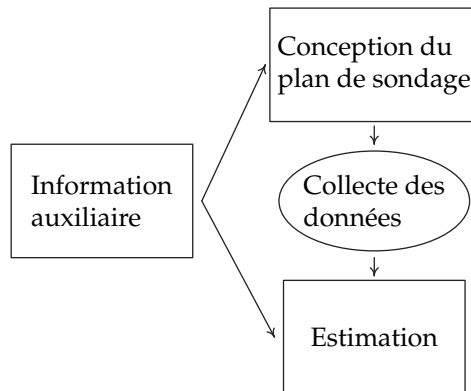 Conception du
plan de sondage
Information
auxiliaire
Collecte des
données
Estimation